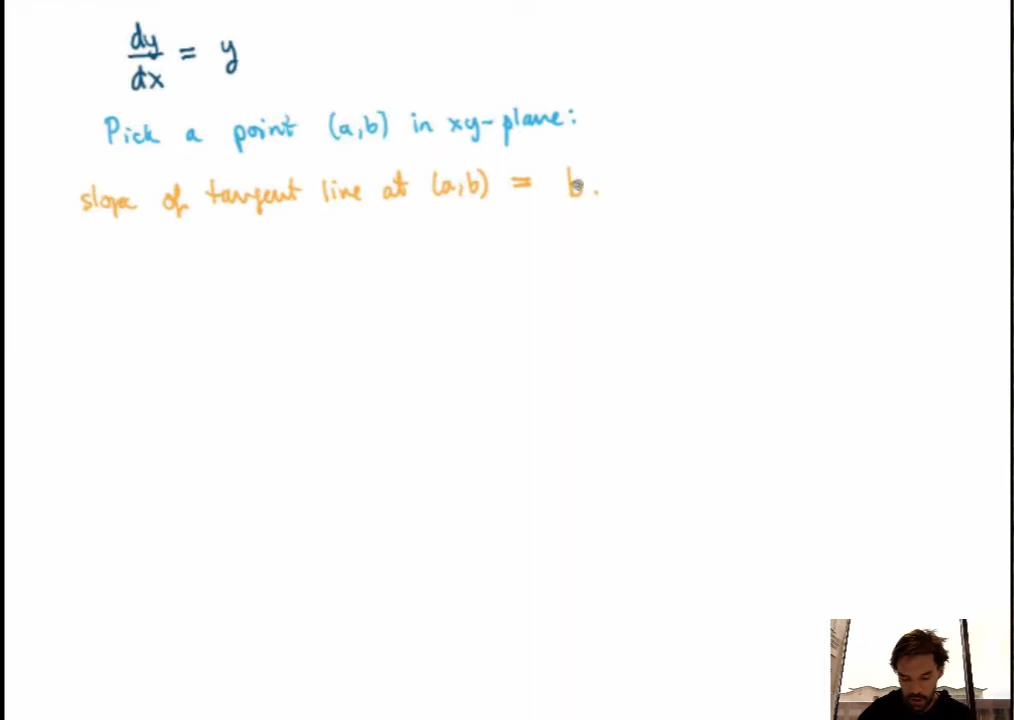 dy/dx = y
Pick a point (a,b) in xy-plane:
slope of tangent line at (a,b) = b.